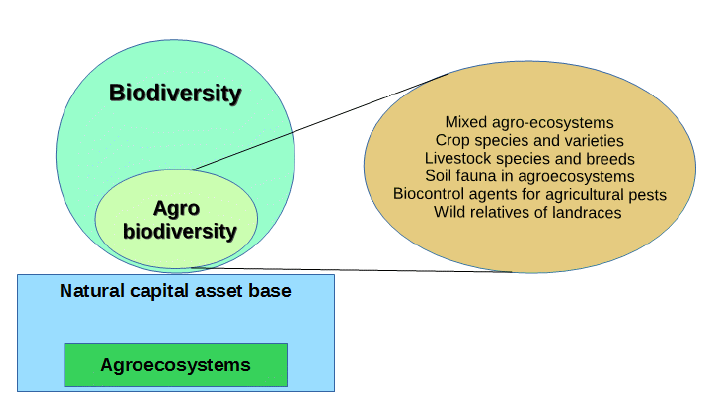 Biodiversity
Agro
biodiversity
Mixed agro-ecosystems
Crop species and varieties
Livestock species and breeds
Soil fauna in agroecosystems
Biocontrol agents for agricultural pests
Wild relatives of landraces
Natural capital asset base
Agroecosystems